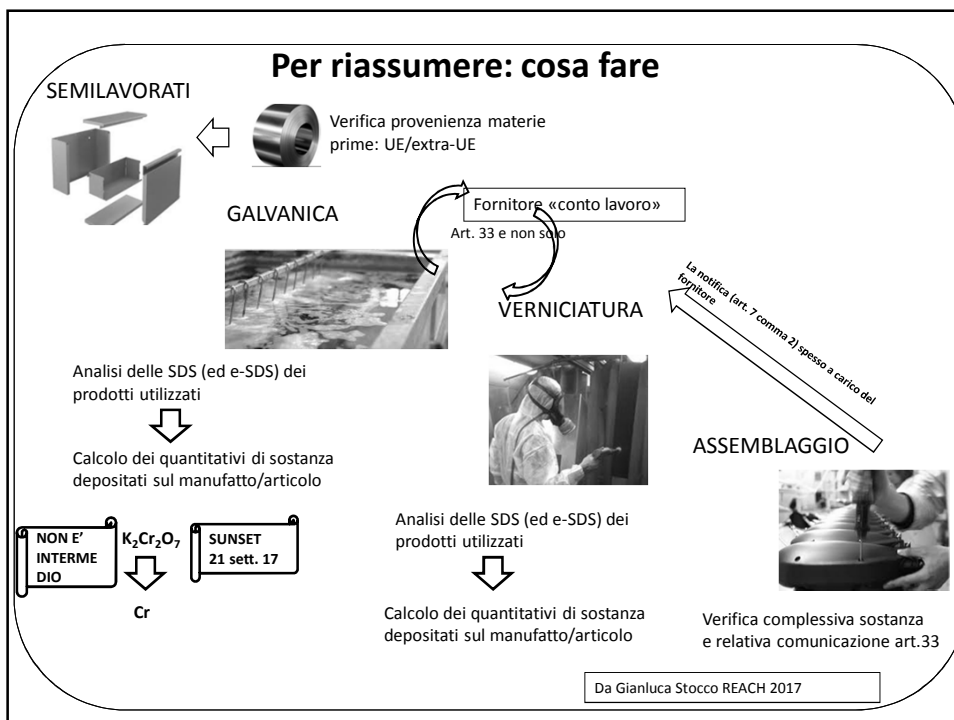 Per riassumere: cosa fare
SEMILAVORATI
Verifica provenienza materie
prime: UE/extra-UE
GALVANICA
Fornitore «conto lavoro»
Art. 33 e non solo
VERNICIATURA
La notifica (art. 7 comma 2) spesso a carico del
fornitore
Analisi delle SDS (ed e-SDS) dei
prodotti utilizzati
Calcolo dei quantitativi di sostanza
depositati sul manufatto/articolo
NON E'
INTERME
DIO
K₂Cr₂O₇
SUNSET
21 sett. 17
Cr
Analisi delle SDS (ed e-SDS) dei
prodotti utilizzati
Calcolo dei quantitativi di sostanza
depositati sul manufatto/articolo
ASSEMBLAGGIO
Verifica complessiva sostanza
e relativa comunicazione art.33
Da Gianluca Stocco REACH 2017